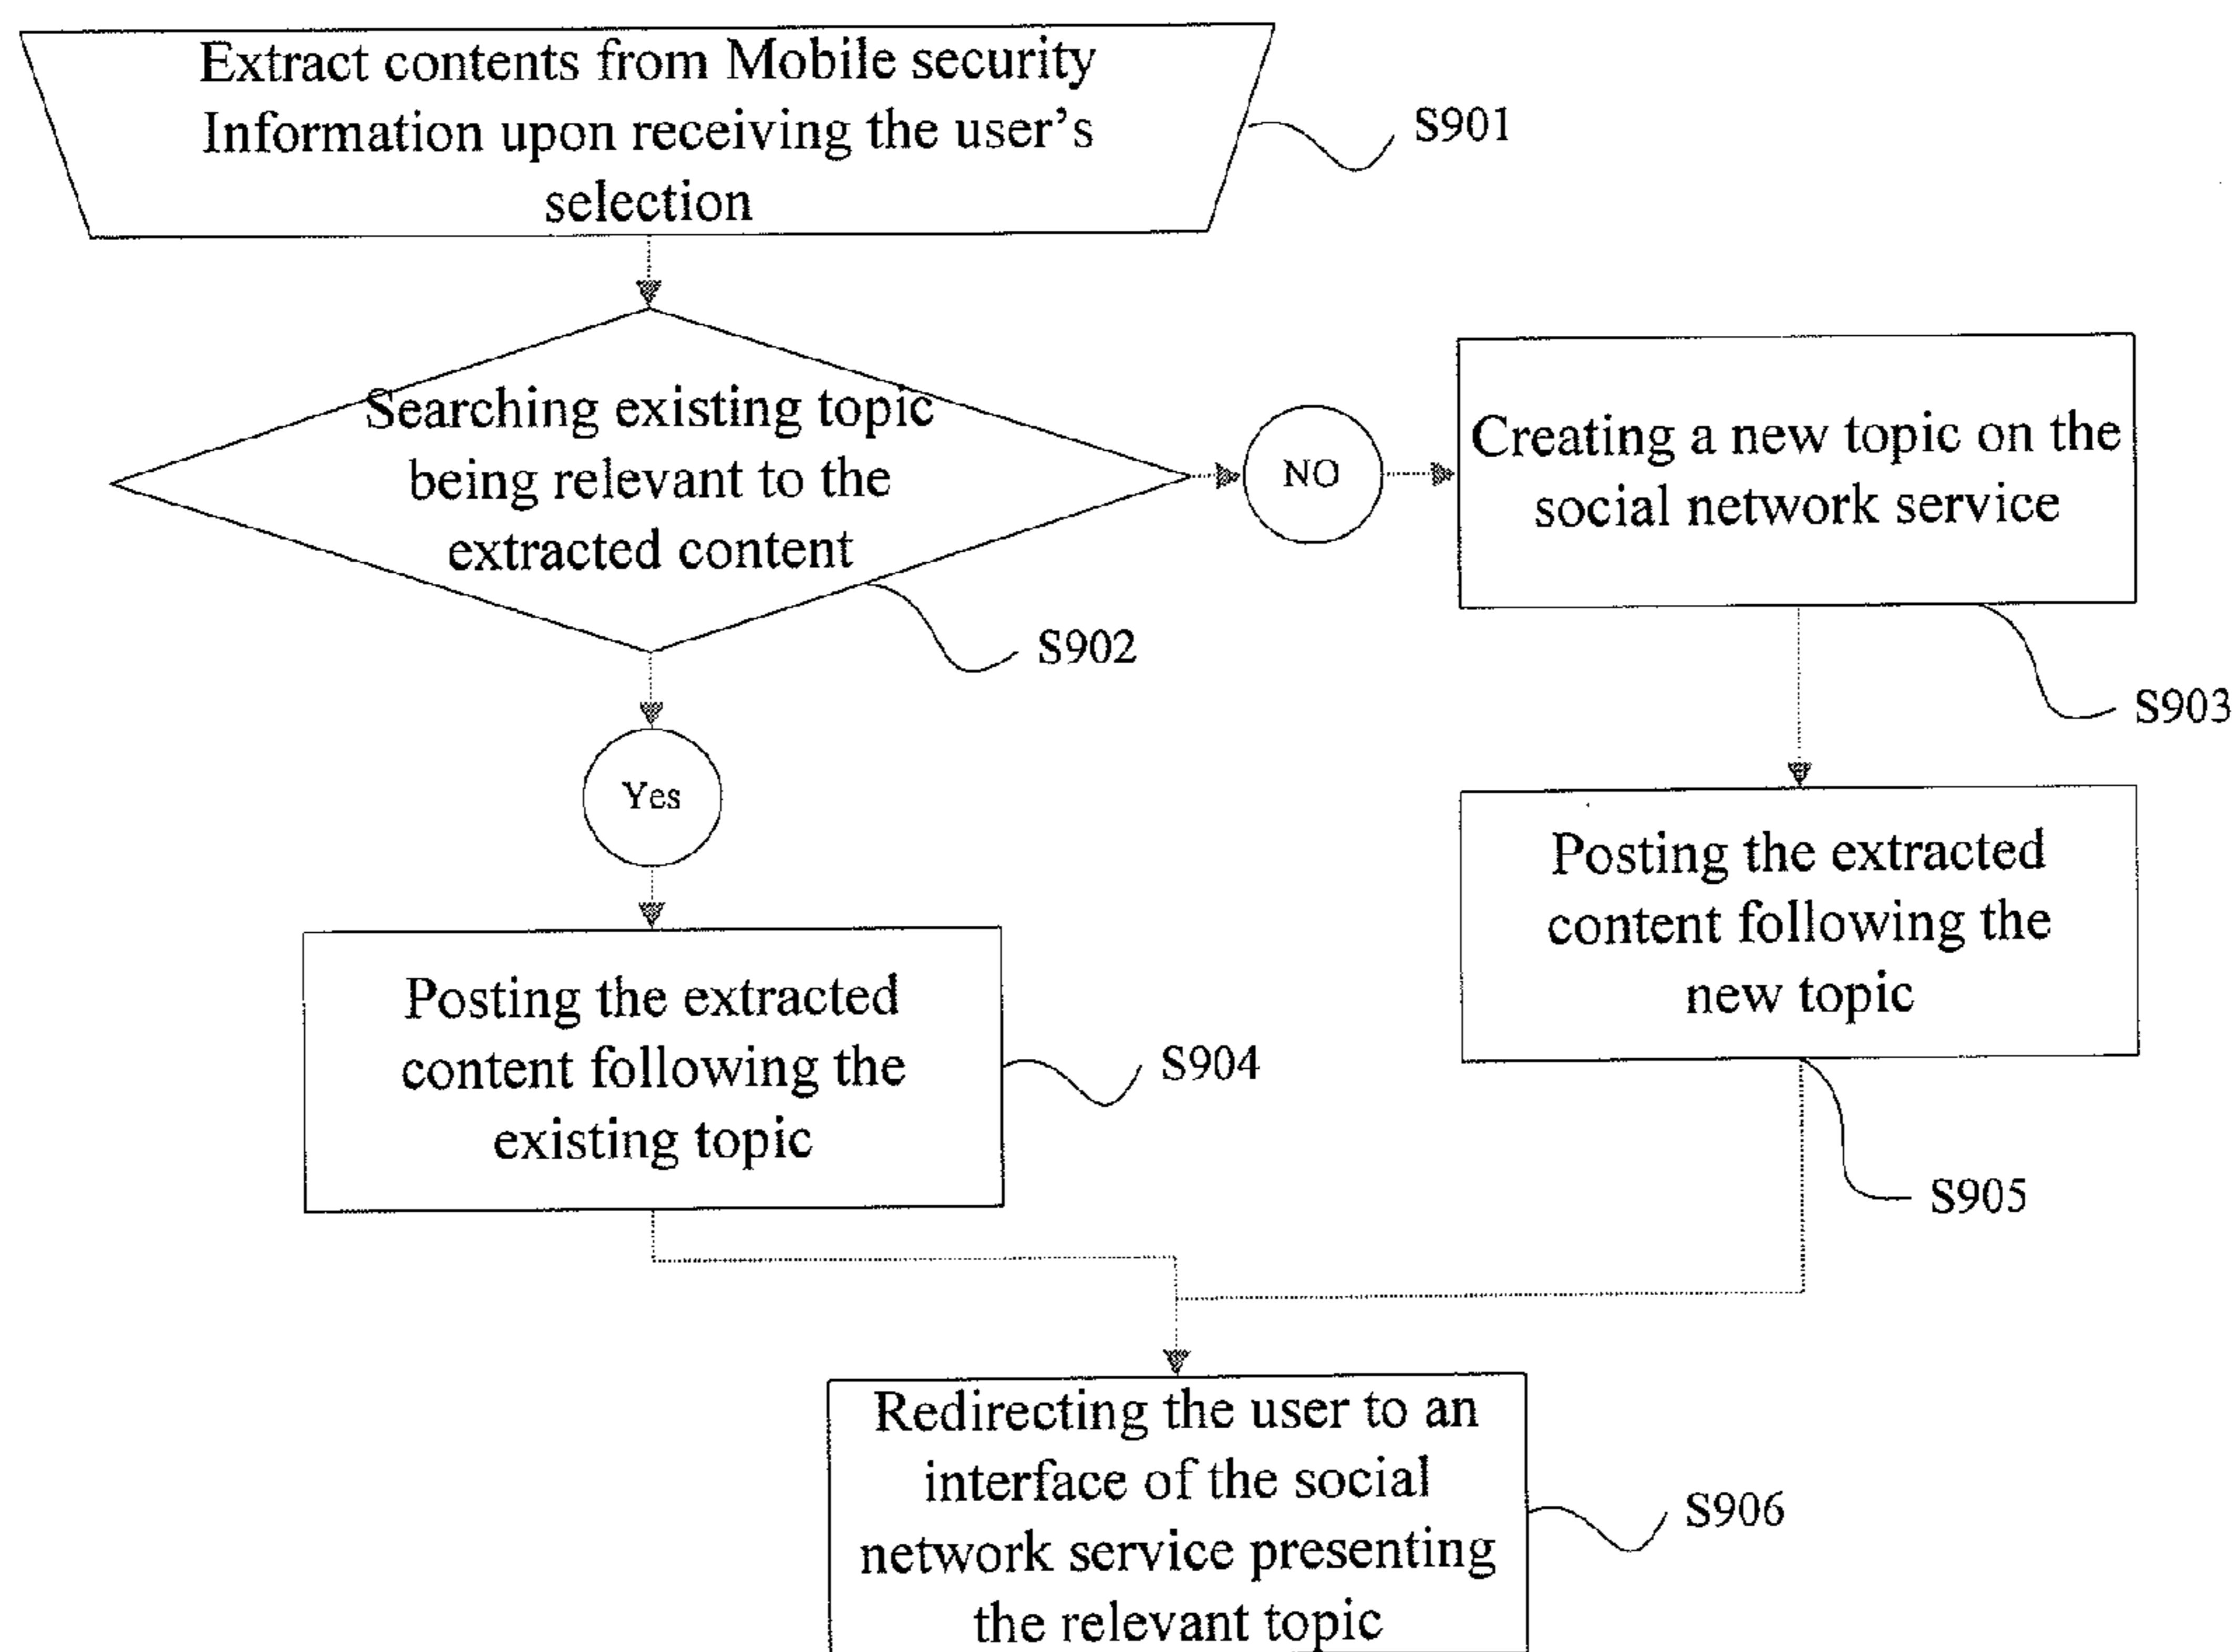 Extract contents from Mobile security
Information upon receiving the user's
selection
S901
Searching existing topic
being relevant to the
extracted content
S902
NO
Creating a new topic on the
social network service
S903
Yes
Posting the extracted
content following the
existing topic
S904
Posting the extracted
content following the
new topic
S905
Redirecting the user to an
interface of the social
network service presenting
the relevant topic
S906